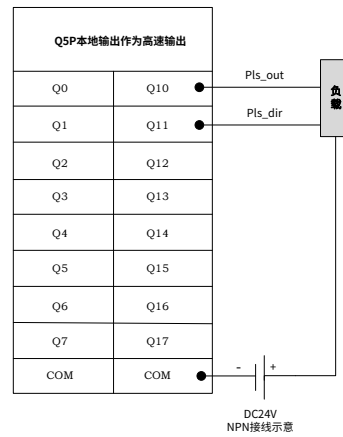 Q5P本地输出作为高速输出
Q0 Q10 Pls_out
Q1 Q11 Pls_dir
负载
Q2 Q12
Q3 Q13
Q4 Q14
Q5 Q15
Q6 Q16
Q7 Q17
COM COM - +
DC24V
NPN接线示意